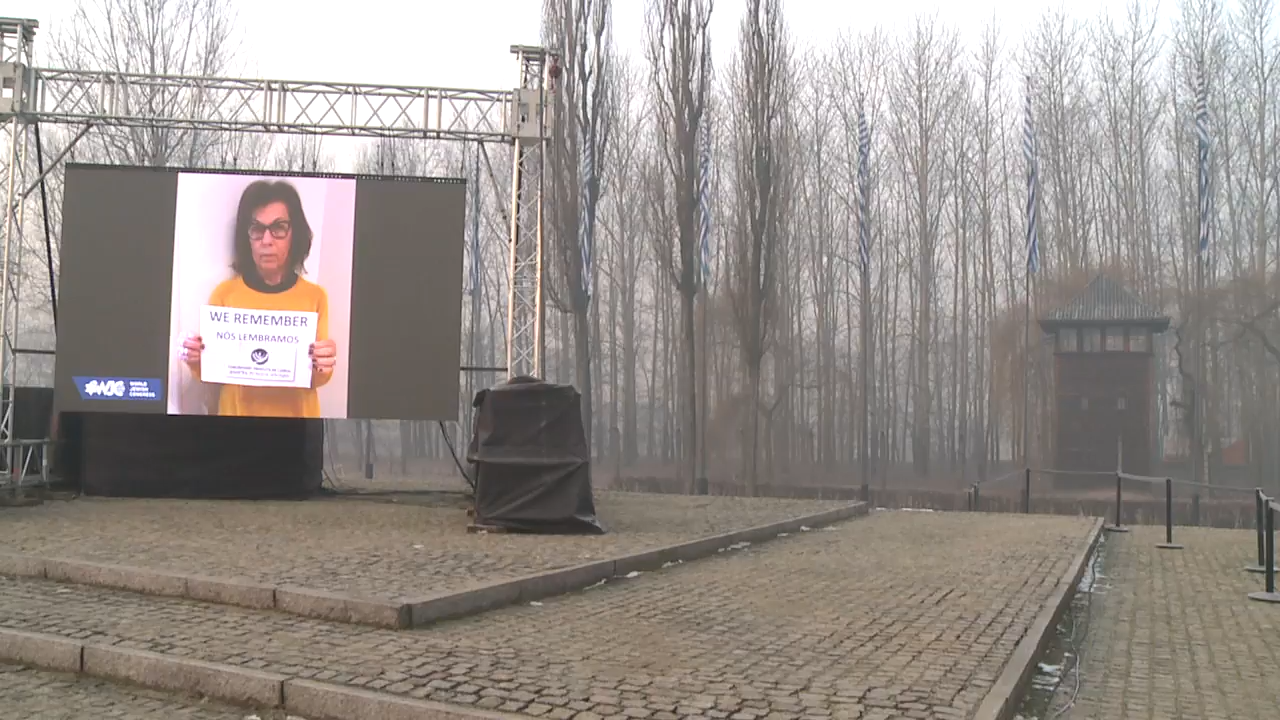 WE REMEMBER
NÓS LEMBRAMOS
WJC
WORLD
JEWISH
CONGRESS